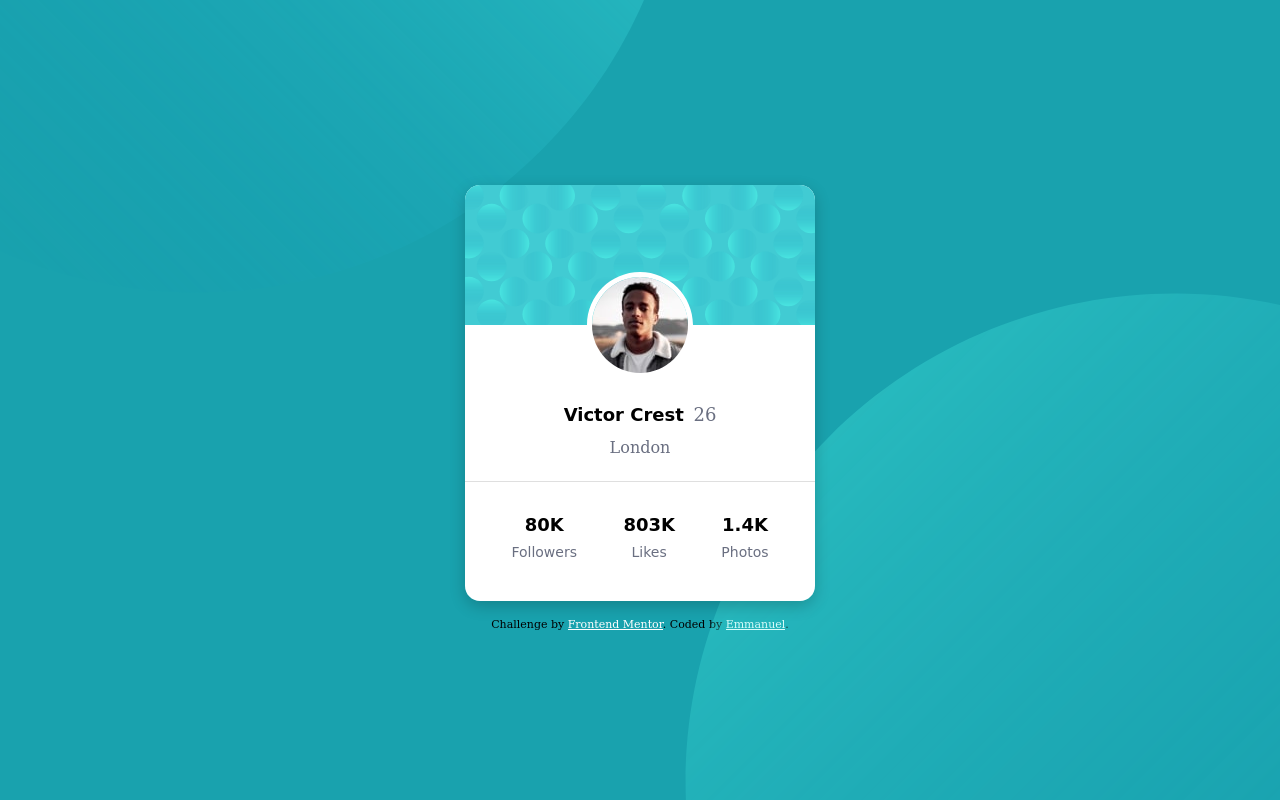 Victor Crest 26
London
80K 803K 1.4K
Followers Likes Photos
Challenge by Frontend Mentor. Coded by Emmanuel.